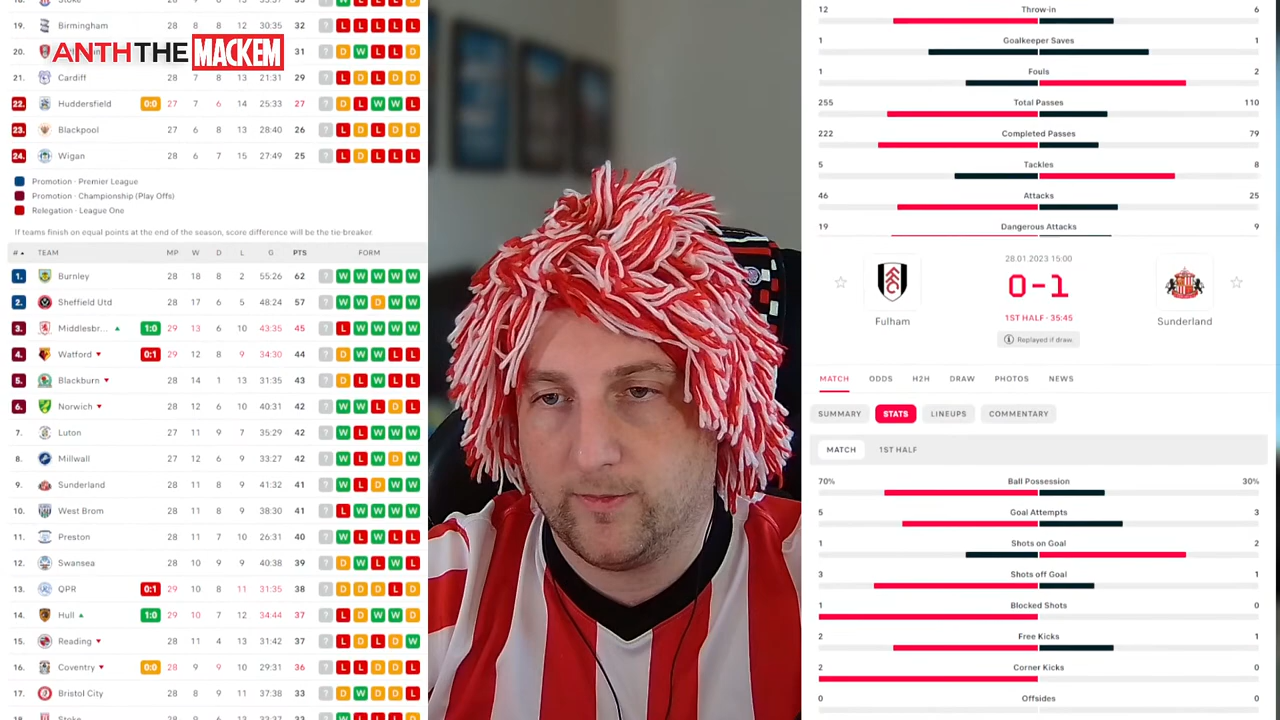 ANTHTHE MACKEM
19. Birmingham 28 8 8 12 30:35 32 ? L L L L L
20. 31 ? D W L L D
21. Cardiff 28 7 8 13 21:31 29 ? L D L D D
22. Huddersfield 0:0 27 7 6 14 25:33 27 ? D L W W L
23. Blackpool 27 6 8 13 28:40 26 ? L D L D D
24. Wigan 28 6 7 15 27:49 25 ? L D L L L
Promotion - Premier League
Promotion - Championship (Play Offs)
Relegation - League One
If teams finish on equal points at the end of the season, score difference will be the tie-breaker.
# TEAM MP W D L G PTS FORM
1. Burnley 28 18 8 2 55:26 62 ? W W W W W
2. Sheffield Utd 28 17 6 5 48:24 57 ? W W D W W
3. Middlesbr... 1:0 29 13 6 10 43:35 45 ? L W W W W
4. Watford 0:1 29 12 8 9 34:30 44 ? D W W L L
5. Blackburn 28 14 1 13 31:35 43 ? D L W L L
6. Norwich 28 12 6 10 40:31 42 ? W W L D L
7. Luton 27 11 9 7 35:29 42 ? W L W W W
8. Millwall 27 12 6 9 33:27 42 ? W L W D W
9. Sunderland 28 11 8 9 41:32 41 ? W L D W W
10. West Brom 28 11 8 9 38:30 41 ? L W W W W
11. Preston 28 11 7 10 26:31 40 ? W L W L L
12. Swansea 28 10 9 9 40:38 39 ? D W L W L
13. QPR 0:1 29 10 8 11 31:35 38 ? D D D L D
14. Hull 1:0 29 10 7 12 34:44 37 ? L D W W D
15. Reading 28 11 4 13 31:42 37 ? L D L D W
16. Coventry 0:0 28 9 9 10 29:31 36 ? L L D D L
17. Bristol City 28 8 9 11 37:38 33 ? D W D D L
12 Throw-in 6
1 Goalkeeper Saves 1
1 Fouls 2
255 Total Passes 110
222 Completed Passes 79
5 Tackles 8
46 Attacks 25
19 Dangerous Attacks 9
28.01.2023 15:00
0-1
1ST HALF - 35:45
Fulham Sunderland
Replayed if draw.
MATCH ODDS H2H DRAW PHOTOS NEWS
SUMMARY STATS LINEUPS COMMENTARY
MATCH 1ST HALF
70% Ball Possession 30%
5 Goal Attempts 3
1 Shots on Goal 2
3 Shots off Goal 1
1 Blocked Shots 0
2 Free Kicks 1
2 Corner Kicks 0
0 Offsides 0